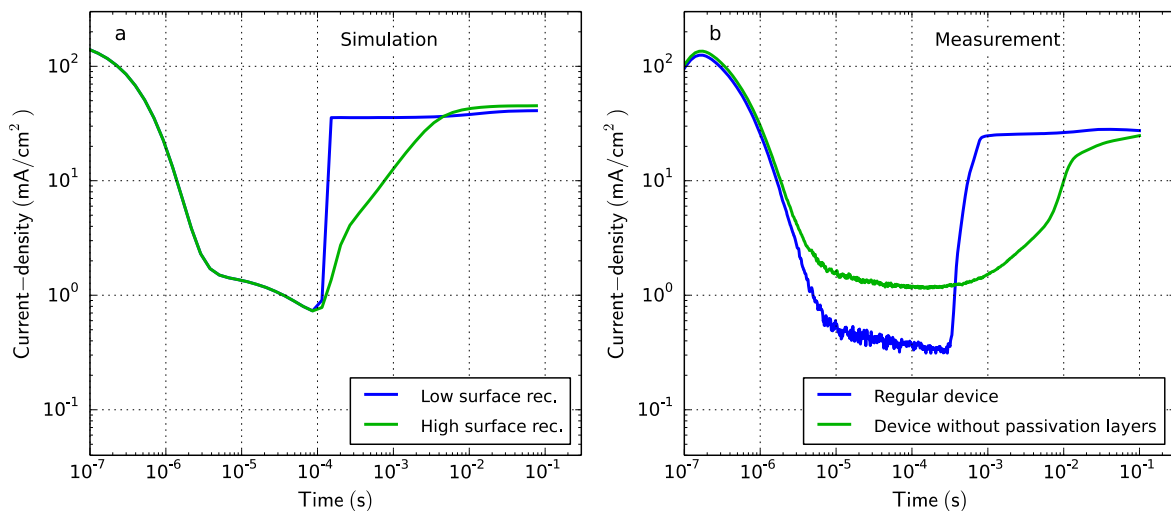 a
Simulation
10^2
10^1
10^0
10^-1
Current−density (mA/cm^2)
Low surface rec.
High surface rec.
10^-7 10^-6 10^-5 10^-4 10^-3 10^-2 10^-1
Time (s)
b
Measurement
10^2
10^1
10^0
10^-1
Current−density (mA/cm^2)
Regular device
Device without passivation layers
10^-7 10^-6 10^-5 10^-4 10^-3 10^-2 10^-1
Time (s)